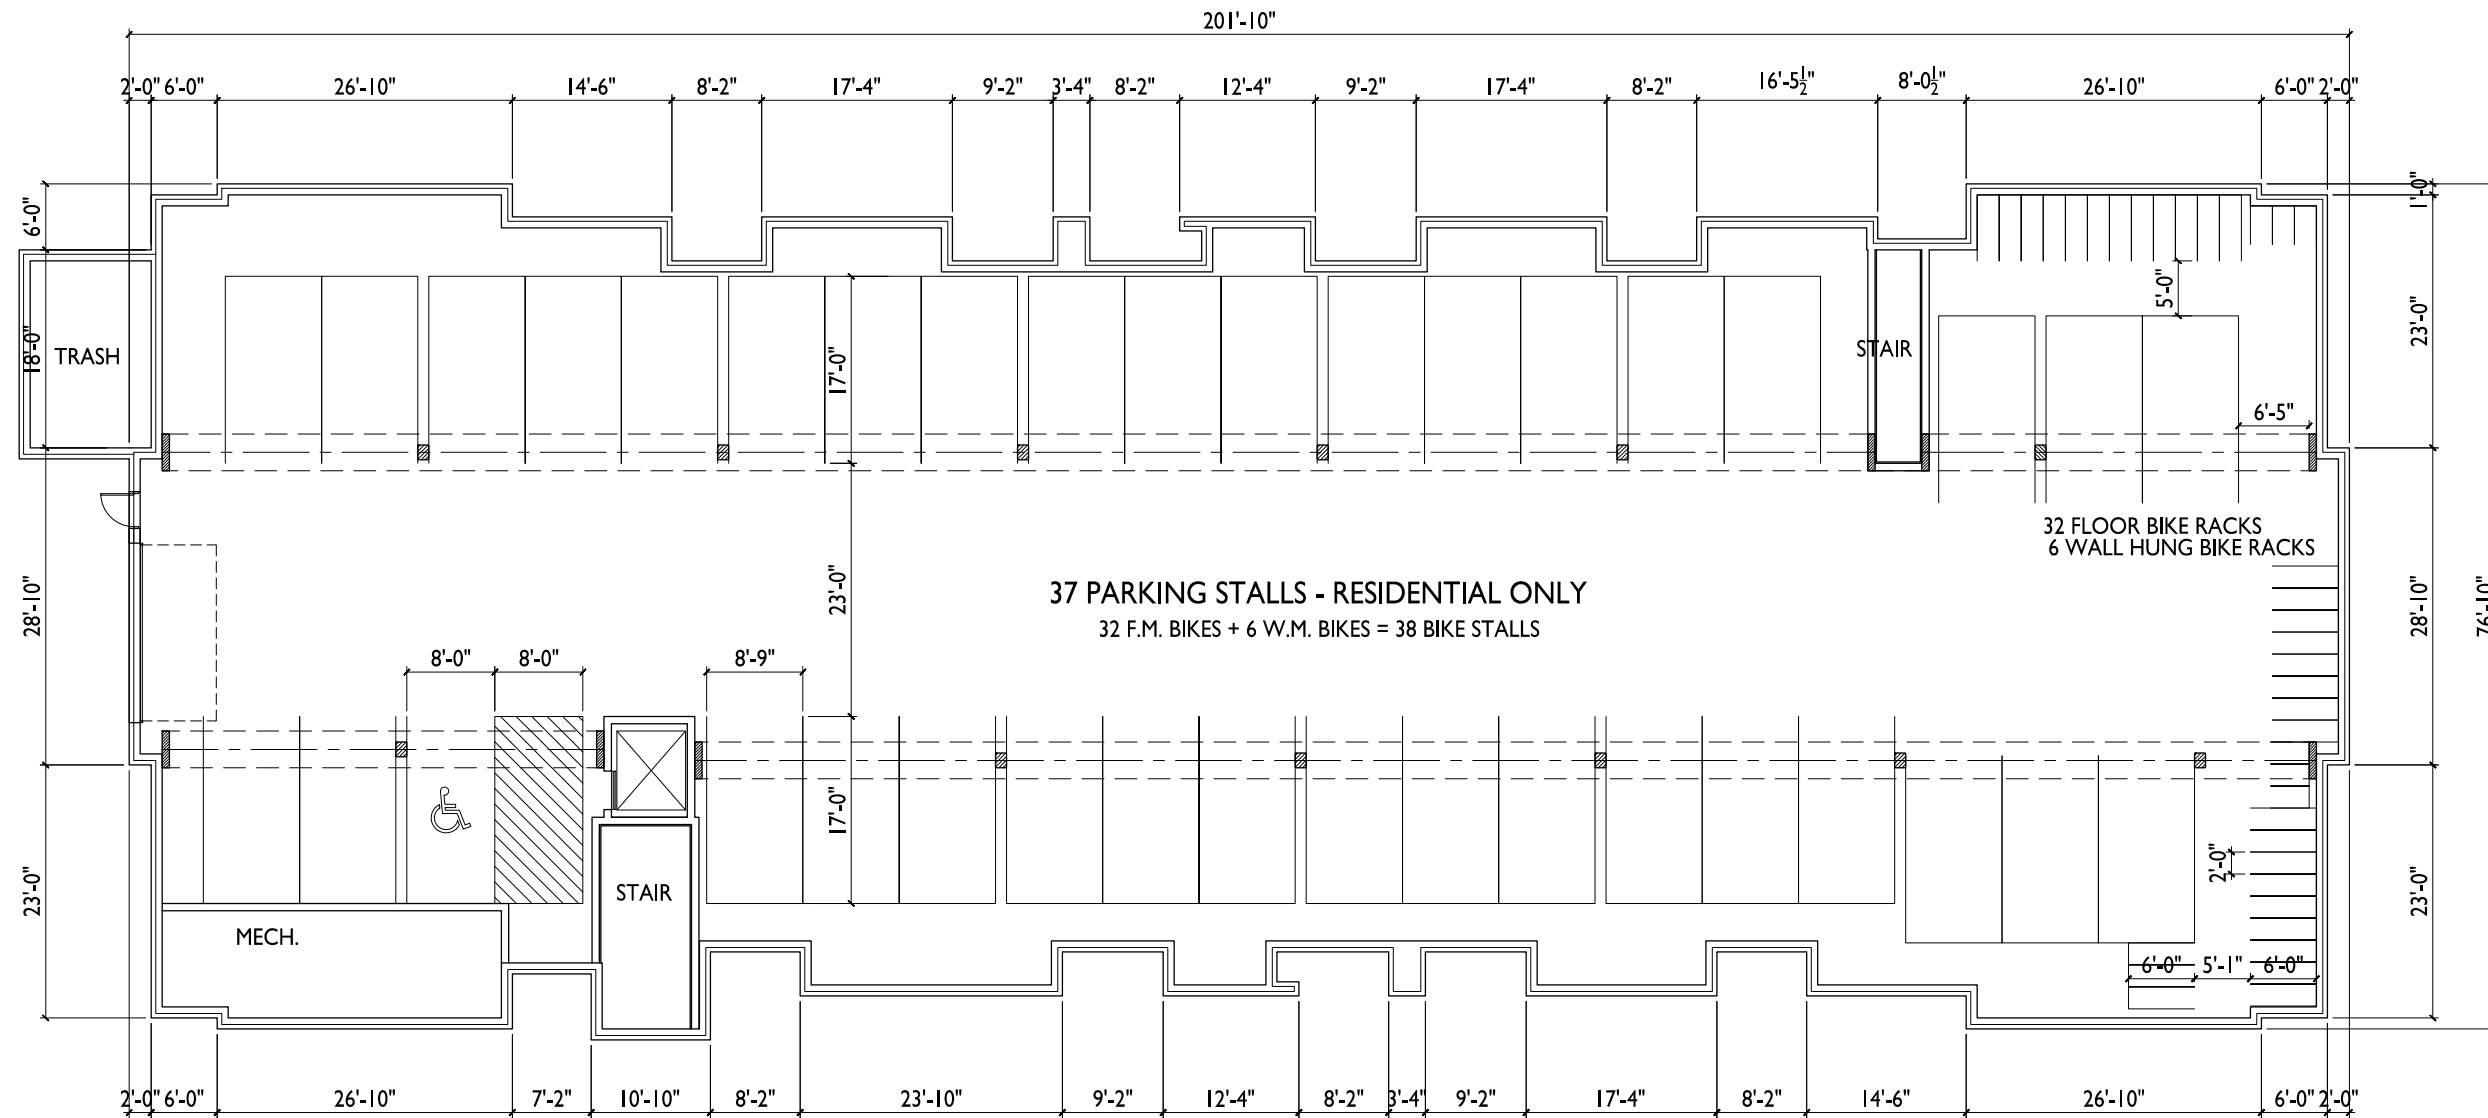 201'-10"
2'-0" 6'-0" 26'-10" 14'-6" 8'-2" 17'-4" 9'-2" 3'-4" 8'-2" 12'-4" 9'-2" 17'-4" 8'-2" 16'-5½" 8'-0½" 26'-10" 6'-0" 2'-0"
6'-0"
1'-0"
18'-0"
TRASH
17'-0"
STAIR
5'-0"
23'-0"
6'-5"
32 FLOOR BIKE RACKS
6 WALL HUNG BIKE RACKS
28'-10"
23'-0"
37 PARKING STALLS - RESIDENTIAL ONLY
32 F.M. BIKES + 6 W.M. BIKES = 38 BIKE STALLS
28'-10"
76'-10"
8'-0" 8'-0" 8'-9"
17'-0"
23'-0"
STAIR
2'-0"
23'-0"
MECH.
6'-0" 5'-1" 6'-0"
2'-0" 6'-0" 26'-10" 7'-2" 10'-10" 8'-2" 23'-10" 9'-2" 12'-4" 8'-2" 3'-4" 9'-2" 17'-4" 8'-2" 14'-6" 26'-10" 6'-0" 2'-0"